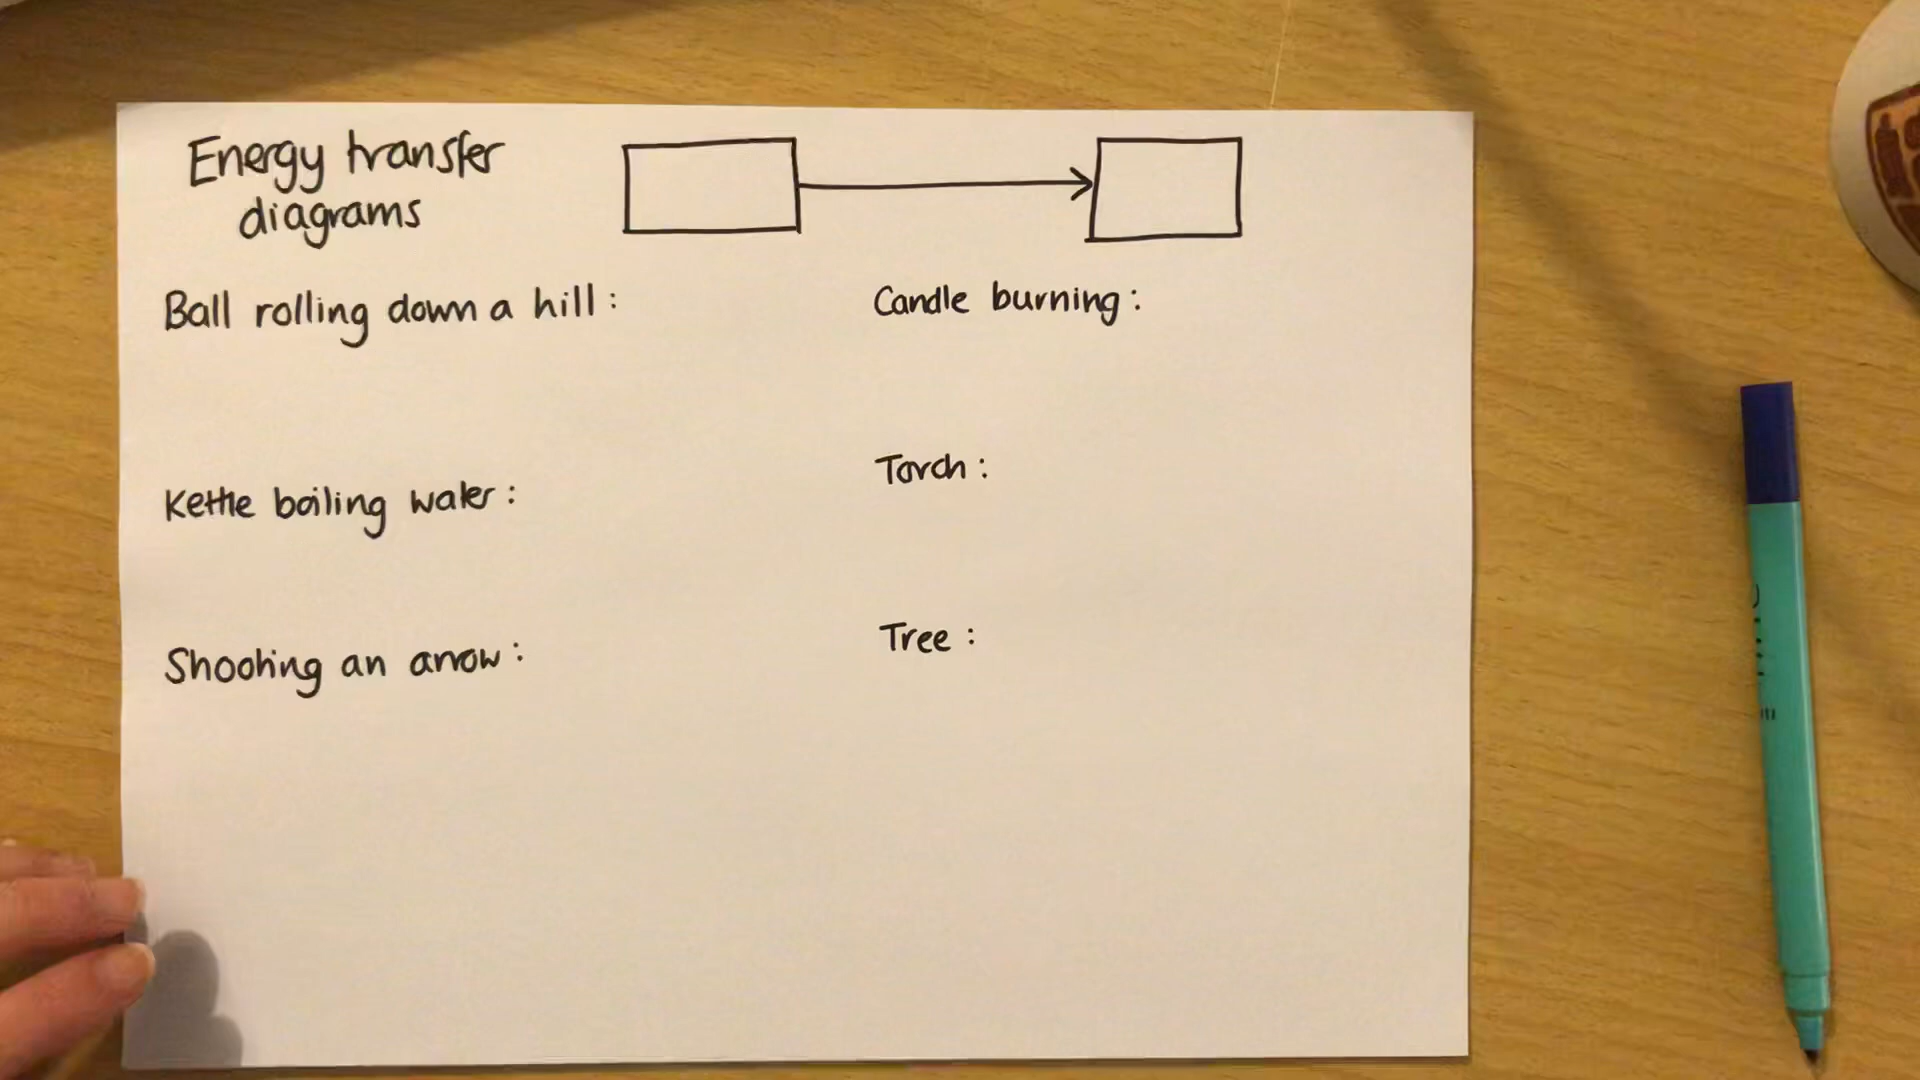 Energy transfer
diagrams
Ball rolling down a hill :
Kettle boiling water :
Shooting an arrow :
Candle burning :
Torch :
Tree :